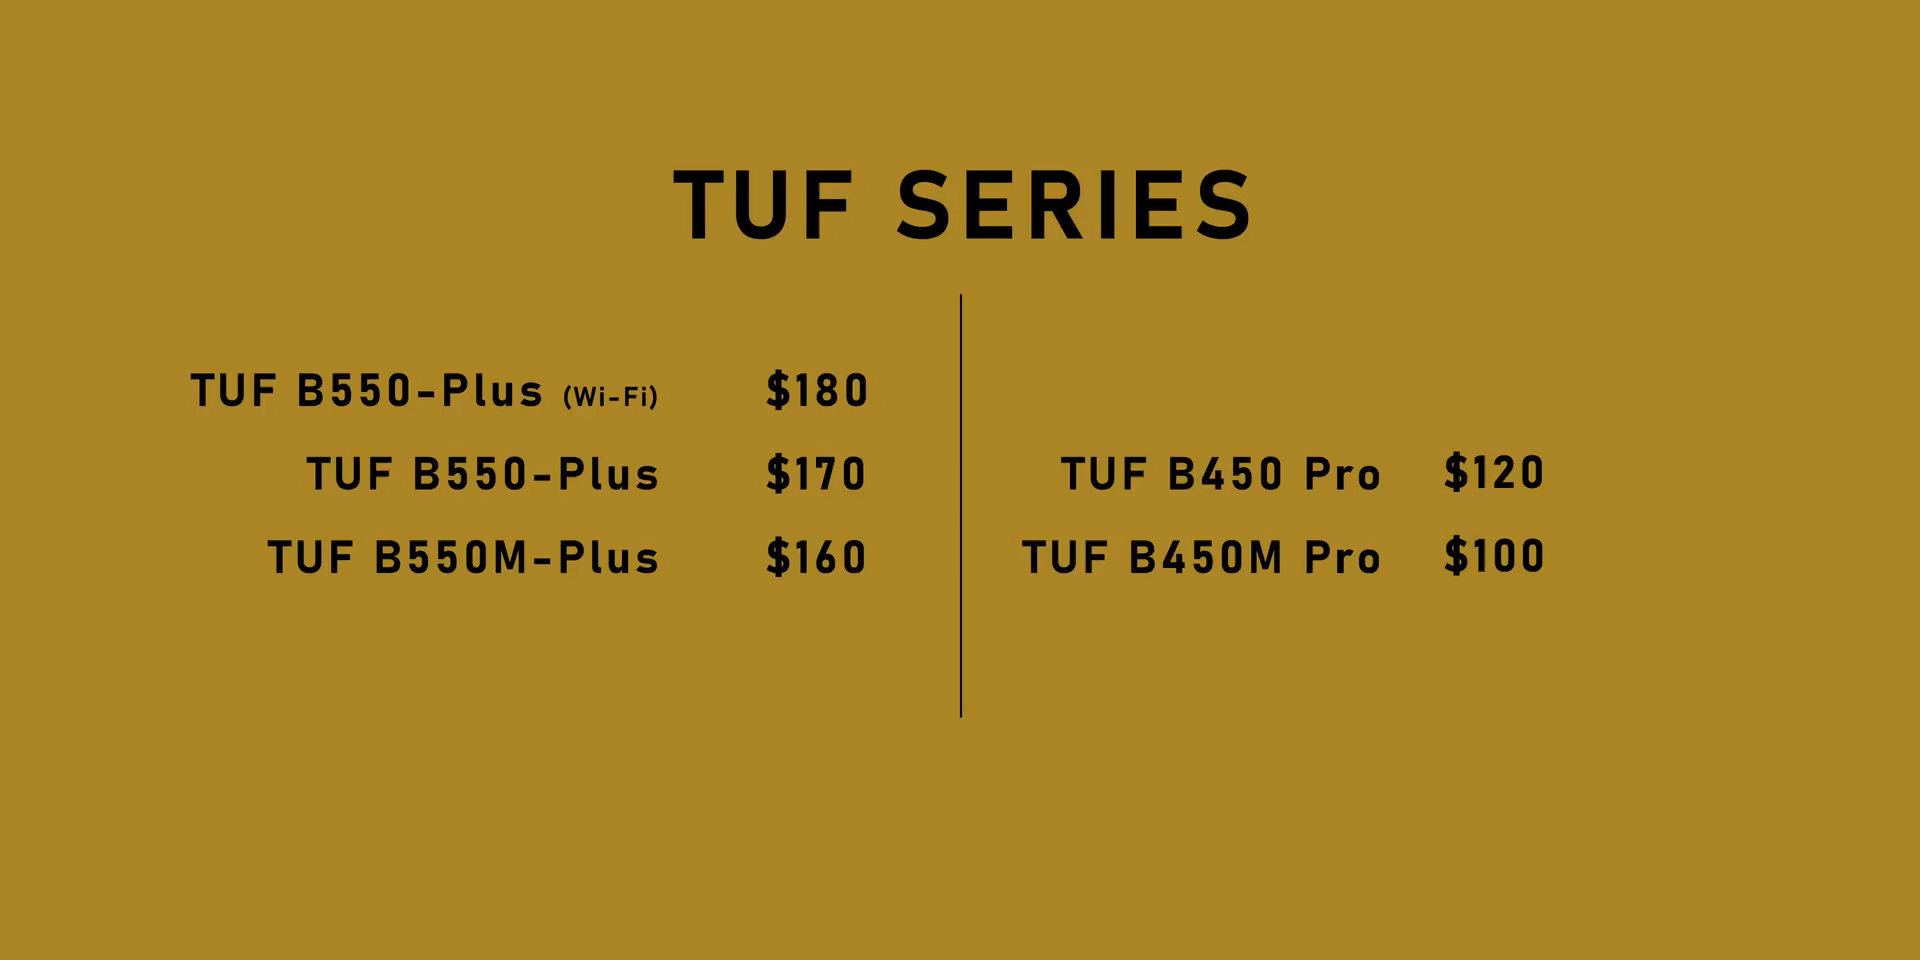 TUF SERIES
TUF B550-Plus (Wi-Fi) $180
TUF B550-Plus $170
TUF B550M-Plus $160
TUF B450 Pro $120
TUF B450M Pro $100